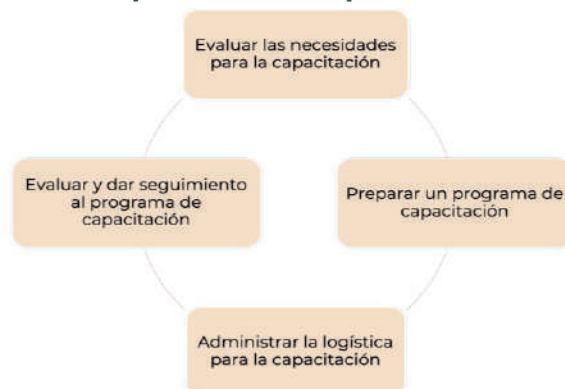 Evaluar las necesidades
para la capacitación
Preparar un programa de
capacitación
Administrar la logística
para la capacitación
Evaluar y dar seguimiento
al programa de
capacitación